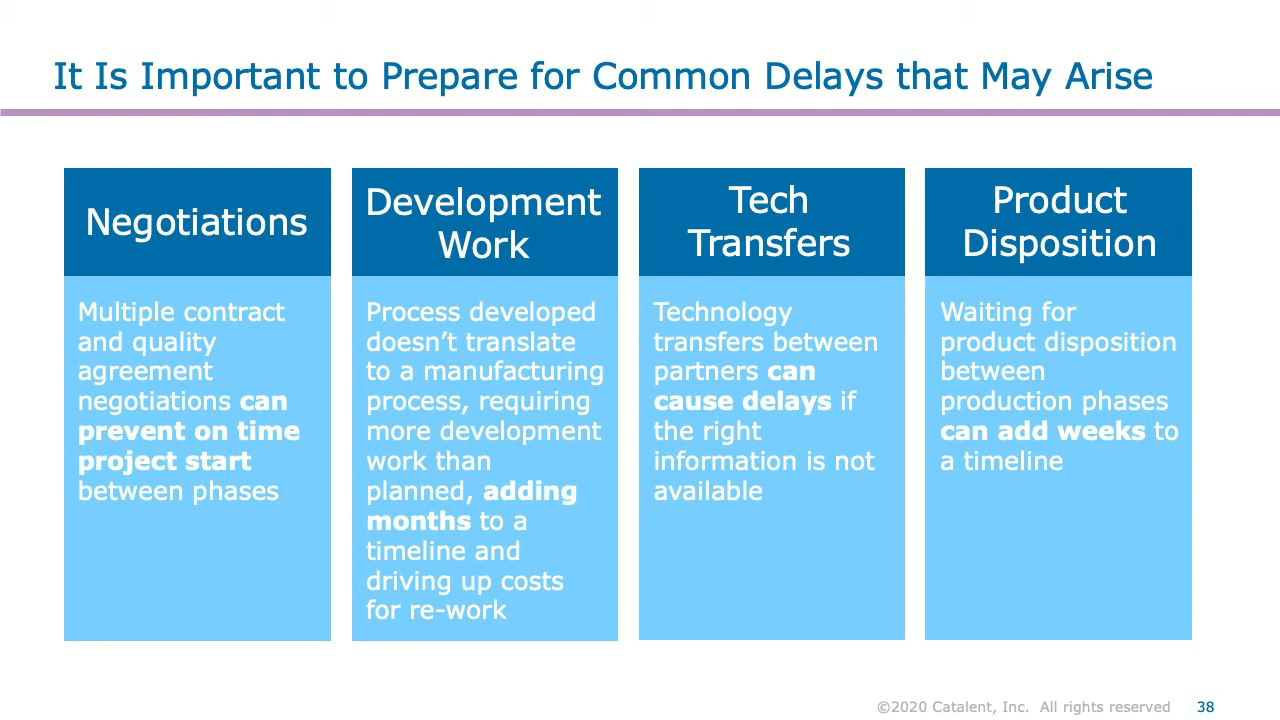 It Is Important to Prepare for Common Delays that May Arise
Negotiations
Multiple contract
and quality
agreement
negotiations can
prevent on time
project start
between phases
Development
Work
Process developed
doesn’t translate
to a manufacturing
process, requiring
more development
work than
planned, adding
months to a
timeline and
driving up costs
for re-work
Tech
Transfers
Technology
transfers between
partners can
cause delays if
the right
information is not
available
Product
Disposition
Waiting for
product disposition
between
production phases
can add weeks to
a timeline
©2020 Catalent, Inc. All rights reserved 38